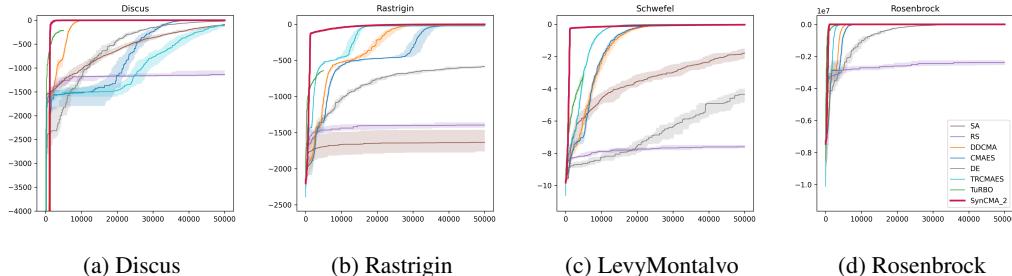 Discus
0
−500
−1000
−1500
−2000
−2500
−3000
−3500
−4000
0 10000 20000 30000 40000 50000
(a) Discus
Rastrigin
0
−500
−1000
−1500
−2000
−2500
0 10000 20000 30000 40000 50000
(b) Rastrigin
Schwefel
0
−2
−4
−6
−8
−10
0 10000 20000 30000 40000 50000
(c) LevyMontalvo
Rosenbrock
1e7
0.0
−0.2
−0.4
−0.6
−0.8
−1.0
0 10000 20000 30000 40000 50000
SA
RS
DDCMA
CMAES
DE
TRCMAES
TuRBO
SynCMA_2
(d) Rosenbrock